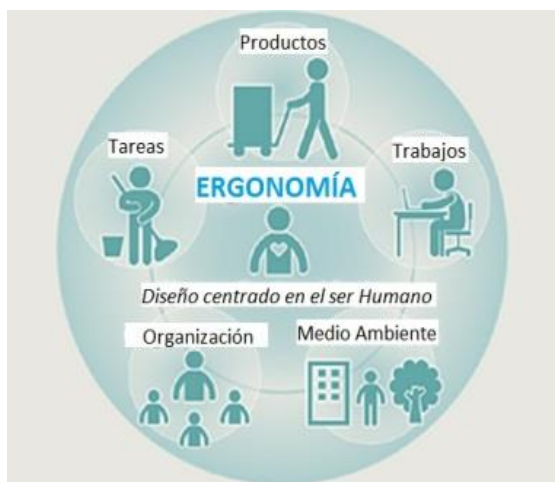 Productos
Tareas
Trabajos
ERGONOMÍA
Diseño centrado en el ser Humano
Organización
Medio Ambiente